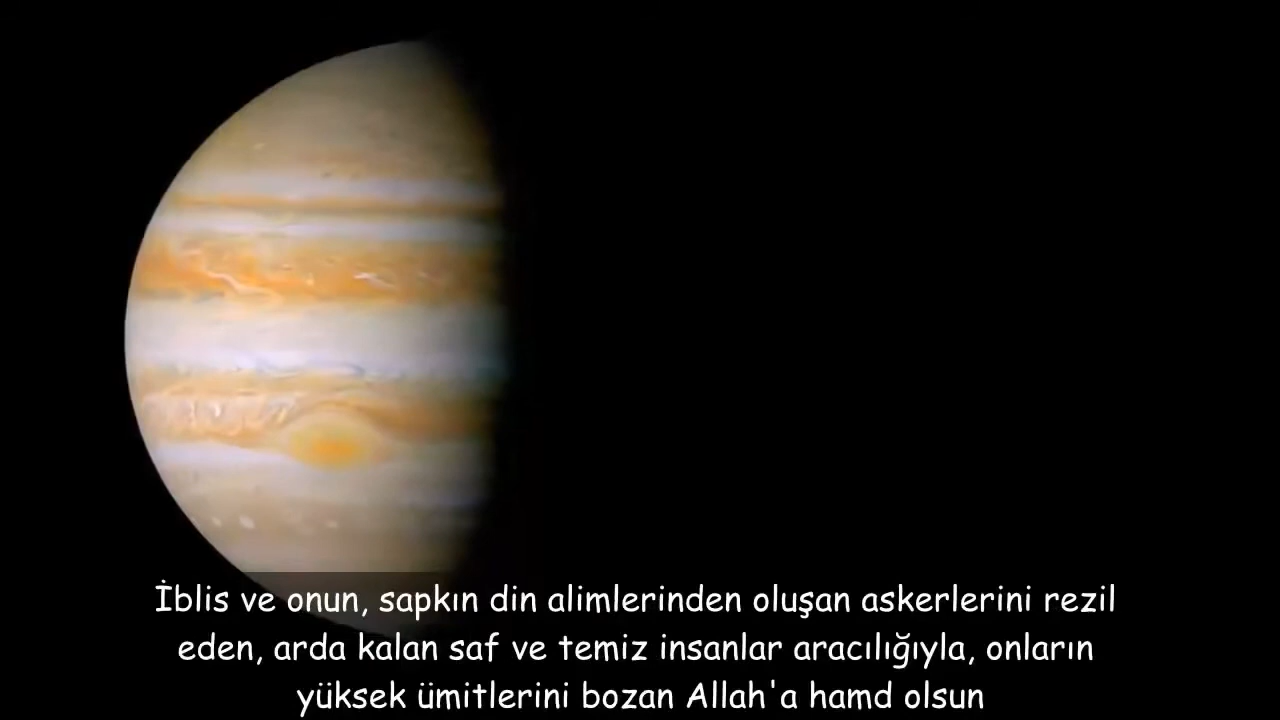 İblis ve onun, sapkın din alimlerinden oluşan askerlerini rezil
eden, arda kalan saf ve temiz insanlar aracılığıyla, onların
yüksek ümitlerini bozan Allah'a hamd olsun